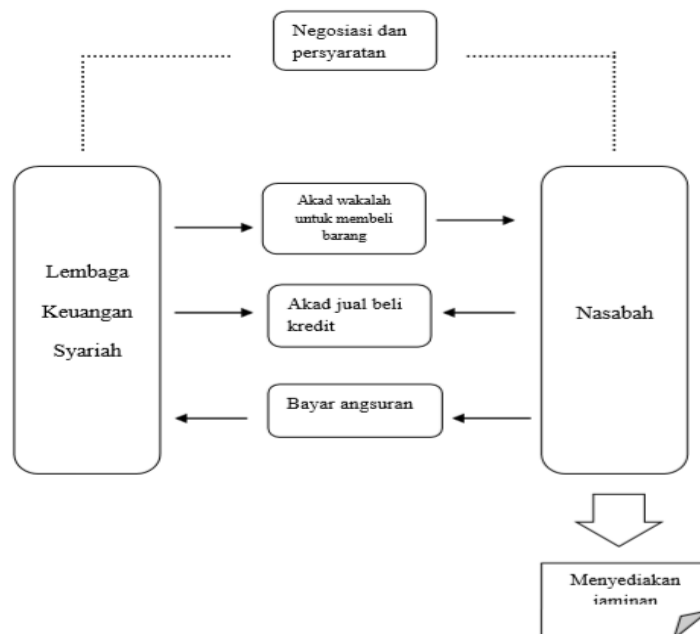 Negosiasi dan
persyaratan
Akad wakalah
untuk membeli
barang
Lembaga
Keuangan
Syariah
Akad jual beli
kredit
Nasabah
Bayar angsuran
Menyediakan
jaminan